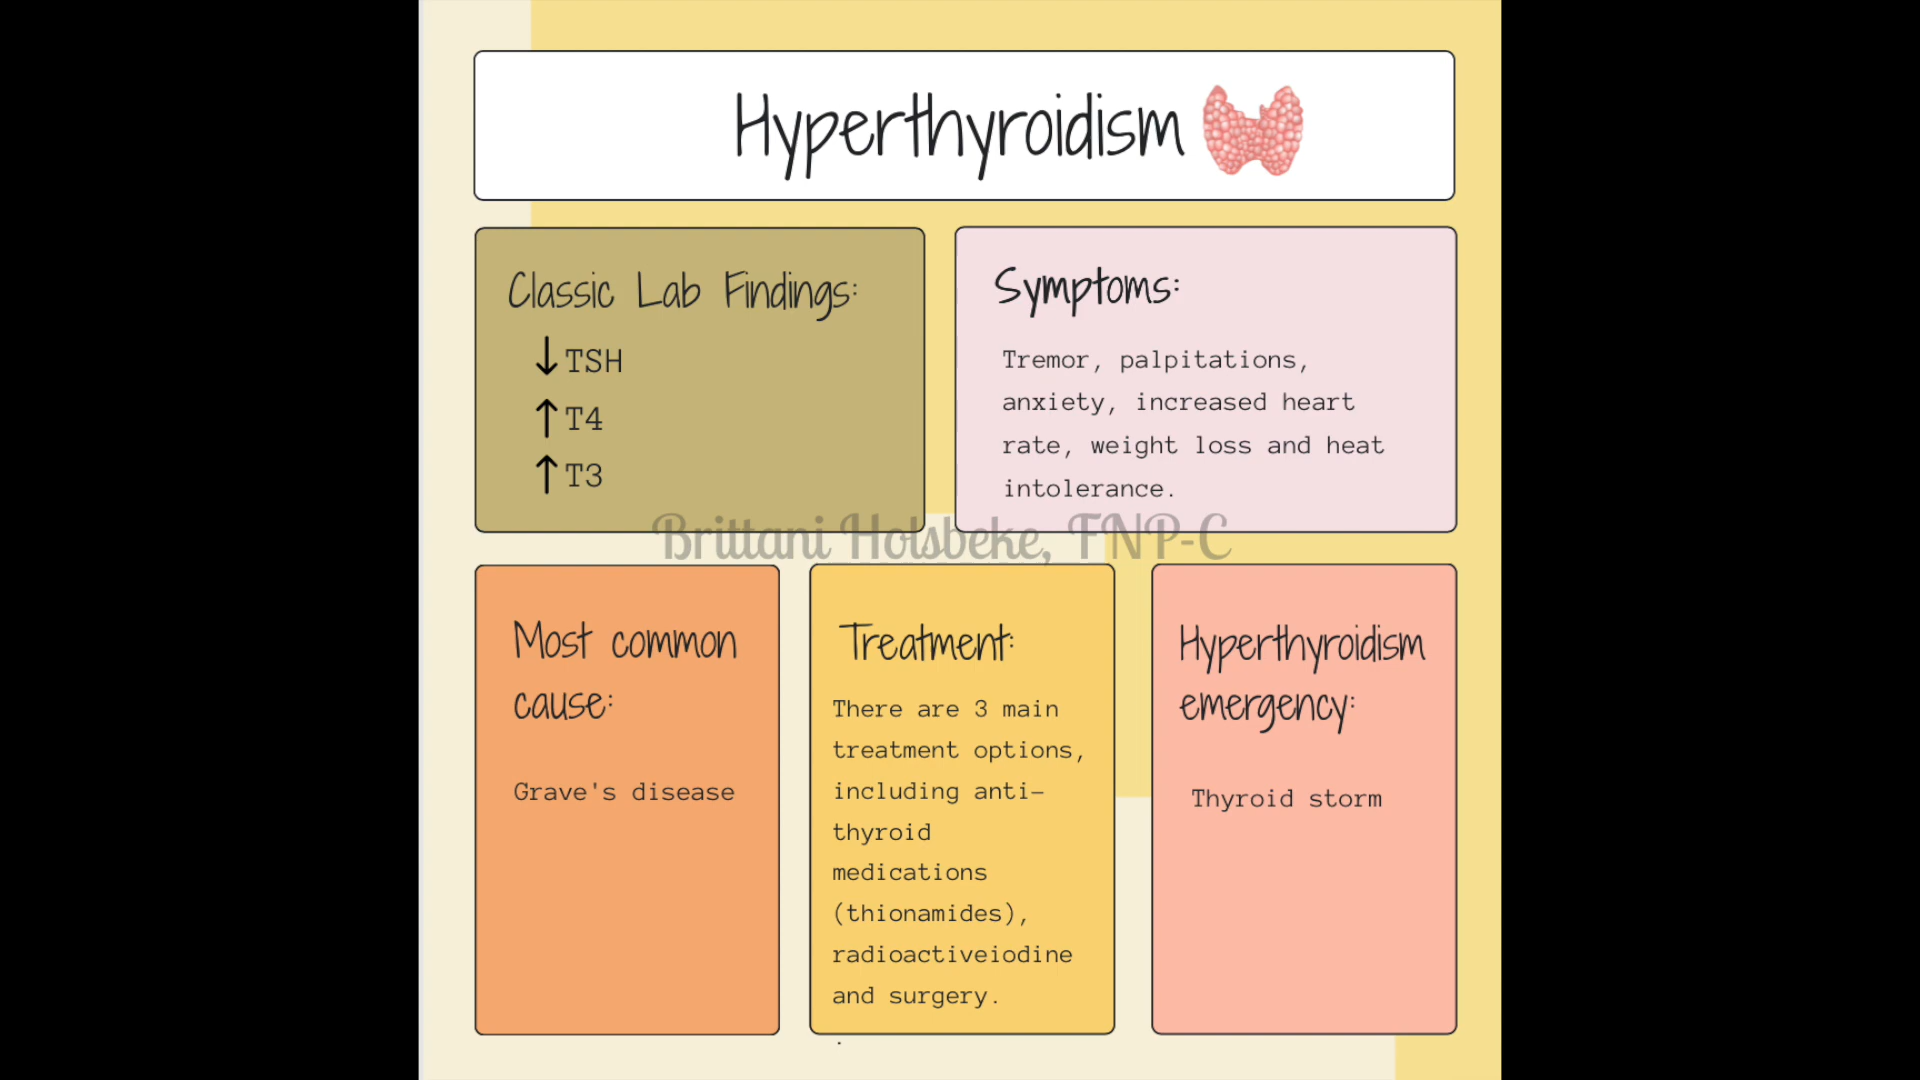 Hyperthyroidism
Classic Lab Findings:
↓ TSH
↑ T4
↑ T3
Symptoms:
Tremor, palpitations,
anxiety, increased heart
rate, weight loss and heat
intolerance.
Brittani Holsbeke, FNP-C
Most common
cause:
Grave's disease
Treatment:
There are 3 main
treatment options,
including anti-
thyroid
medications
(thionamides),
radioactiveiodine
and surgery.
.
Hyperthyroidism
emergency:
Thyroid storm